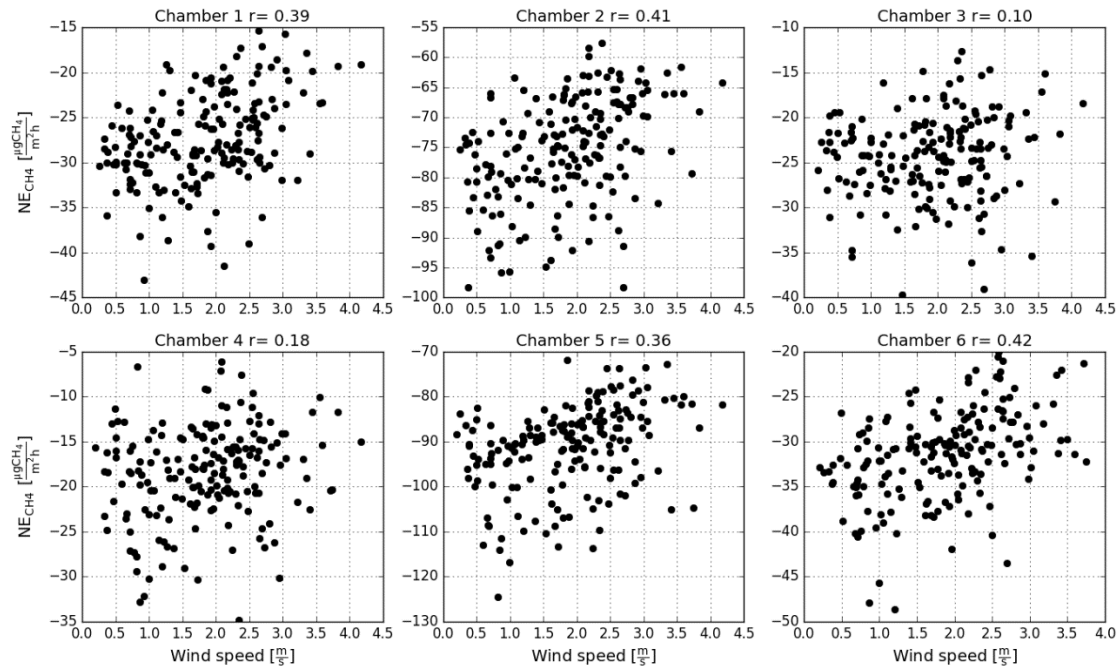 Chamber 1 r= 0.39
Chamber 2 r= 0.41
Chamber 3 r= 0.10
NE_CH4 [μgCH₄/m²h]
−15
−20
−25
−30
−35
−40
−45
0.0 0.5 1.0 1.5 2.0 2.5 3.0 3.5 4.0 4.5
−55
−60
−65
−70
−75
−80
−85
−90
−95
−100
0.0 0.5 1.0 1.5 2.0 2.5 3.0 3.5 4.0 4.5
−10
−15
−20
−25
−30
−35
−40
0.0 0.5 1.0 1.5 2.0 2.5 3.0 3.5 4.0 4.5
Chamber 4 r= 0.18
Chamber 5 r= 0.36
Chamber 6 r= 0.42
NE_CH4 [μgCH₄/m²h]
−5
−10
−15
−20
−25
−30
−35
0.0 0.5 1.0 1.5 2.0 2.5 3.0 3.5 4.0 4.5
Wind speed [m/s]
−70
−80
−90
−100
−110
−120
−130
0.0 0.5 1.0 1.5 2.0 2.5 3.0 3.5 4.0 4.5
Wind speed [m/s]
−20
−25
−30
−35
−40
−45
−50
0.0 0.5 1.0 1.5 2.0 2.5 3.0 3.5 4.0
Wind speed [m/s]